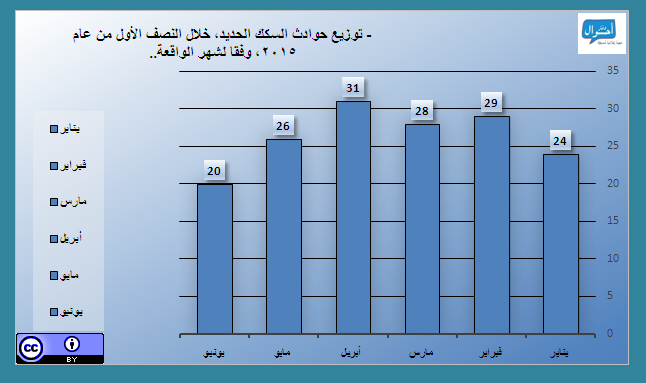 - توزيع حوادث السكك الحديد، خلال النصف الأول من عام
٢٠١٥، وفقا لشهر الواقعة..
35
30
25
20
15
10
5
0
24
29
28
31
26
20
يناير
فبراير
مارس
أبريل
مايو
يونيو
يناير
فبراير
مارس
أبريل
مايو
يونيو
CC
BY